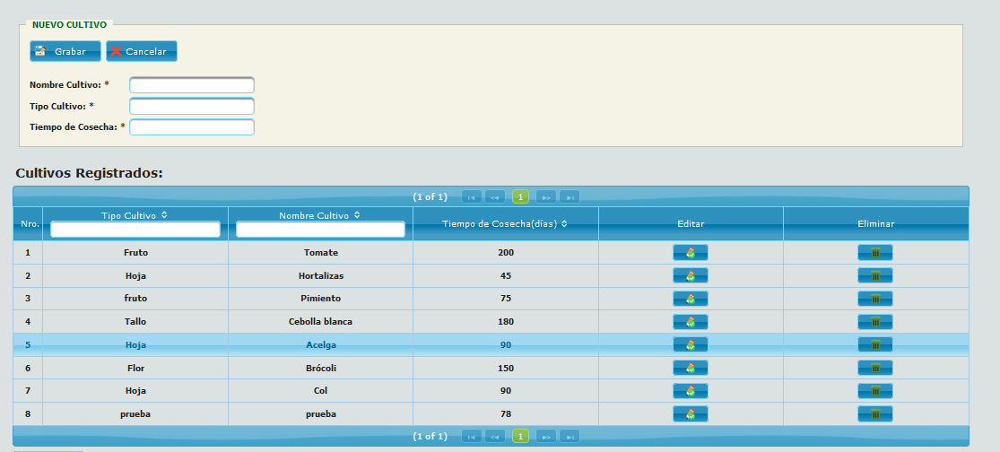 NUEVO CULTIVO
Grabar Cancelar
Nombre Cultivo: *
Tipo Cultivo: *
Tiempo de Cosecha: *
Cultivos Registrados:
(1 of 1) 1
Nro. Tipo Cultivo Nombre Cultivo Tiempo de Cosecha(días) Editar Eliminar
1 Fruto Tomate 200
2 Hoja Hortalizas 45
3 fruto Pimiento 75
4 Tallo Cebolla blanca 180
5 Hoja Acelga 90
6 Flor Brócoli 150
7 Hoja Col 90
8 prueba prueba 78
(1 of 1) 1